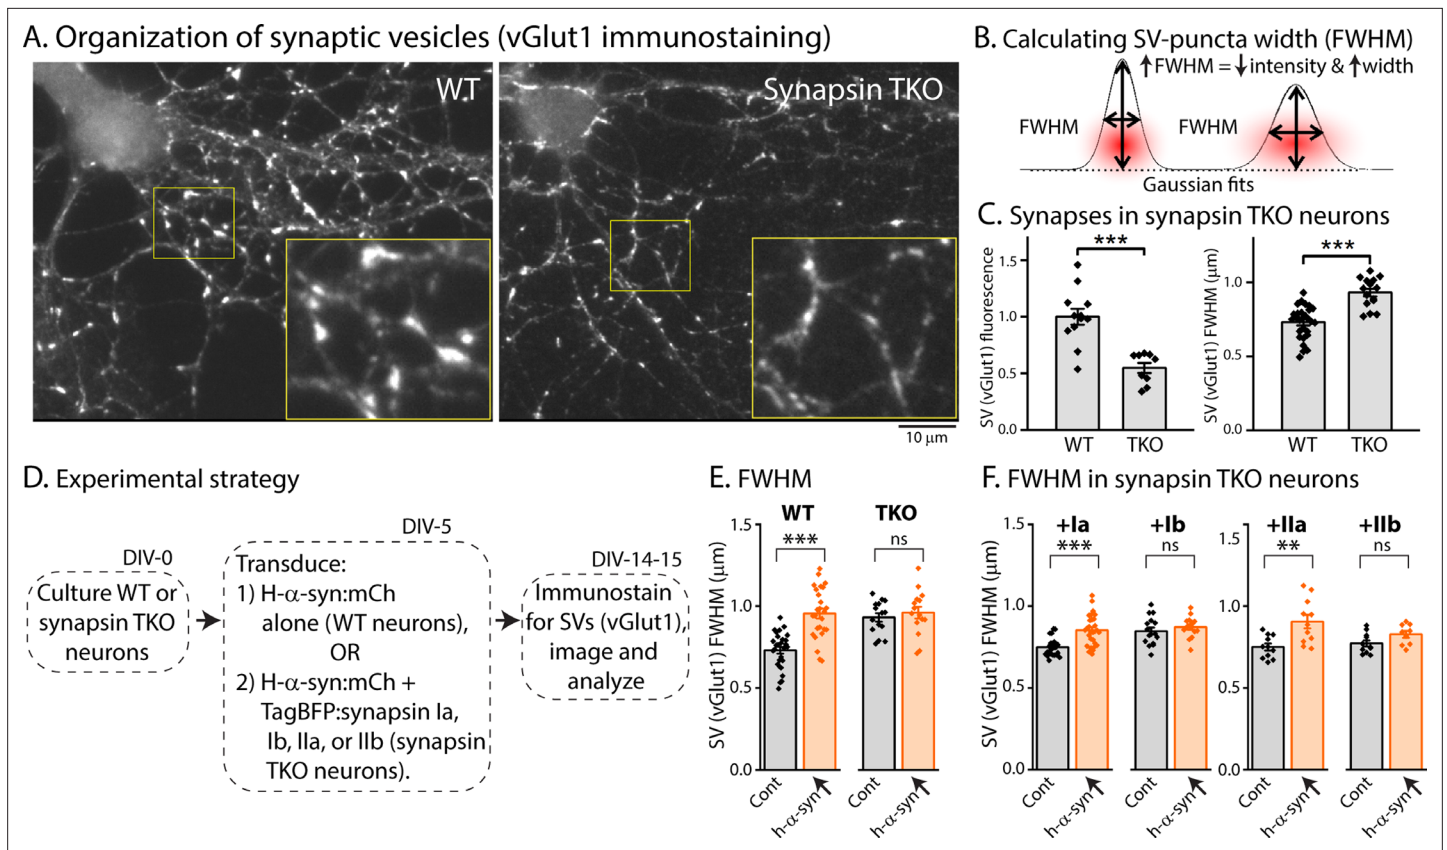 A. Organization of synaptic vesicles (vGlut1 immunostaining)
WT
Synapsin TKO
10 μm
B. Calculating SV-puncta width (FWHM)
↑FWHM = ↓intensity & ↑width
FWHM
FWHM
Gaussian fits
C. Synapses in synapsin TKO neurons
SV (vGlut1) fluorescence
1.5
1.0
0.5
0.0
***
WT
TKO
SV (vGlut1) FWHM (μm)
1.0
0.5
0.0
***
WT
TKO
D. Experimental strategy
DIV-0
Culture WT or
synapsin TKO
neurons
DIV-5
Transduce:
1) H-α-syn:mCh
alone (WT neurons),
OR
2) H-α-syn:mCh +
TagBFP:synapsin Ia,
Ib, IIa, or IIb (synapsin
TKO neurons).
DIV-14-15
Immunostain
for SVs (vGlut1),
image and
analyze
E. FWHM
SV (vGlut1) FWHM (μm)
1.5
1.0
0.5
0.0
WT
***
Cont
h-α-syn
TKO
ns
Cont
h-α-syn
F. FWHM in synapsin TKO neurons
SV (vGlut1) FWHM (μm)
1.5
1.0
0.5
0.0
+Ia
***
Cont
h-α-syn
+Ib
ns
Cont
h-α-syn
1.5
1.0
0.5
0.0
+IIa
**
Cont
h-α-syn
+IIb
ns
Cont
h-α-syn